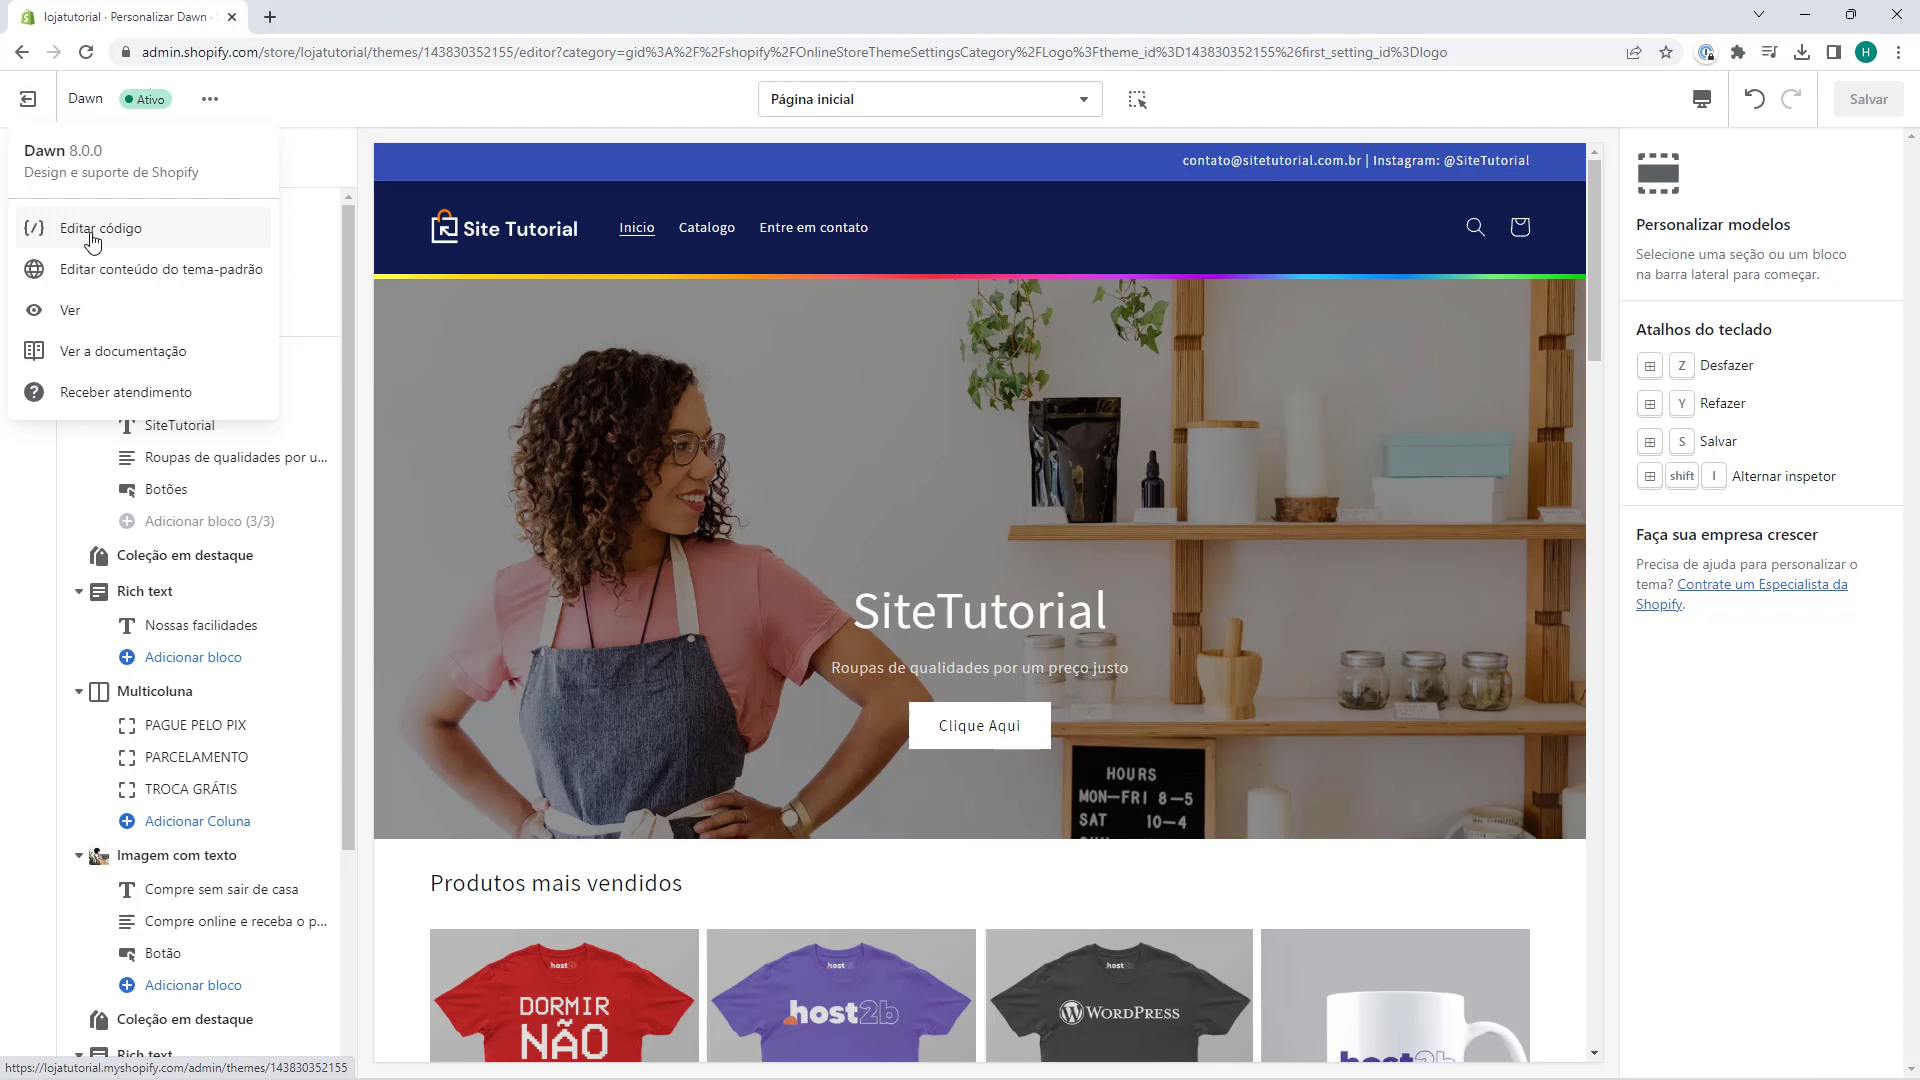 lojatutorial · Personalizar Dawn ·
admin.shopify.com/store/lojatutorial/themes/143830352155/editor?category=gid%3A%2F%2Fshopify%2FOnlineStoreThemeSettingsCategory%2FLogo%3Ftheme_id%3D143830352155%26first_setting_id%3Dlogo
H
Dawn
Ativo
Página inicial
Salvar
Dawn 8.0.0
Design e suporte de Shopify
Editar código
Editar conteúdo do tema-padrão
Ver
Ver a documentação
Receber atendimento
SiteTutorial
Roupas de qualidades por u...
Botões
Adicionar bloco (3/3)
Coleção em destaque
Rich text
Nossas facilidades
Adicionar bloco
Multicoluna
PAGUE PELO PIX
PARCELAMENTO
TROCA GRÁTIS
Adicionar Coluna
Imagem com texto
Compre sem sair de casa
Compre online e receba o p...
Botão
Adicionar bloco
Coleção em destaque
Rich text
https://lojatutorial.myshopify.com/admin/themes/143830352155
contato@sitetutorial.com.br | Instagram: @SiteTutorial
Site Tutorial
Inicio
Catalogo
Entre em contato
SiteTutorial
Roupas de qualidades por um preço justo
Clique Aqui
HOURS
MON-FRI 8-5
SAT 10-4
Produtos mais vendidos
host
DORMIR
NÃO
host
host2b
host
WORDPRESS
host2b
Personalizar modelos
Selecione uma seção ou um bloco
na barra lateral para começar.
Atalhos do teclado
Z Desfazer
Y Refazer
S Salvar
shift I Alternar inspetor
Faça sua empresa crescer
Precisa de ajuda para personalizar o
tema? Contrate um Especialista da
Shopify.